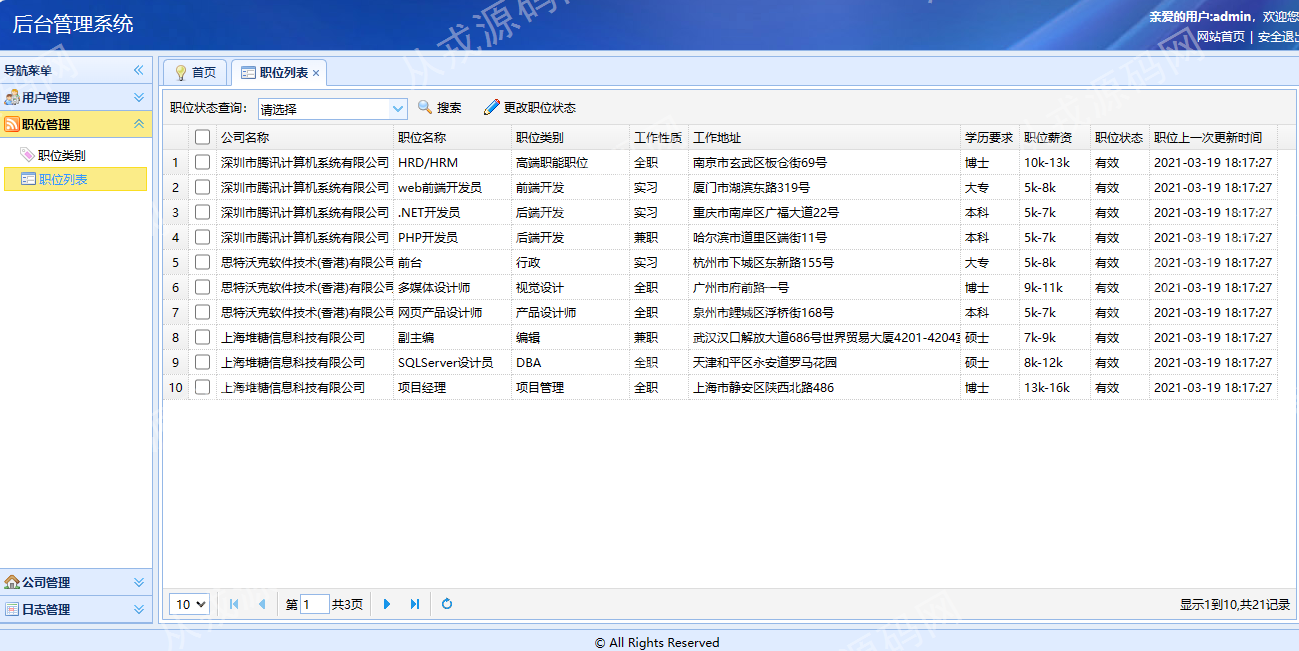 后台管理系统
亲爱的用户:admin，欢迎您
网站首页 | 安全退出
导航菜单
用户管理
职位管理
职位类别
职位列表
公司管理
日志管理
首页 职位列表
职位状态查询: 请选择 搜索 更改职位状态
公司名称 职位名称 职位类别 工作性质 工作地址 学历要求 职位薪资 职位状态 职位上一次更新时间
1 深圳市腾讯计算机系统有限公司 HRD/HRM 高端职能职位 全职 南京市玄武区板仓街69号 博士 10k-13k 有效 2021-03-19 18:17:27
2 深圳市腾讯计算机系统有限公司 web前端开发员 前端开发 实习 厦门市湖滨东路319号 大专 5k-8k 有效 2021-03-19 18:17:27
3 深圳市腾讯计算机系统有限公司 .NET开发员 后端开发 实习 重庆市南岸区广福大道22号 本科 5k-7k 有效 2021-03-19 18:17:27
4 深圳市腾讯计算机系统有限公司 PHP开发员 后端开发 兼职 哈尔滨市道里区端街11号 本科 5k-7k 有效 2021-03-19 18:17:27
5 思特沃克软件技术(香港)有限公司 前台 行政 实习 杭州市下城区东新路155号 大专 5k-8k 有效 2021-03-19 18:17:27
6 思特沃克软件技术(香港)有限公司 多媒体设计师 视觉设计 全职 广州市府前路一号 博士 9k-11k 有效 2021-03-19 18:17:27
7 思特沃克软件技术(香港)有限公司 网页产品设计师 产品设计师 全职 泉州市鲤城区浮桥街168号 本科 5k-7k 有效 2021-03-19 18:17:27
8 上海堆糖信息科技有限公司 副主编 编辑 兼职 武汉汉口解放大道686号世界贸易大厦4201-4204室 硕士 7k-9k 有效 2021-03-19 18:17:27
9 上海堆糖信息科技有限公司 SQLServer设计员 DBA 全职 天津和平区永安道罗马花园 硕士 8k-12k 有效 2021-03-19 18:17:27
10 上海堆糖信息科技有限公司 项目经理 项目管理 全职 上海市静安区陕西北路486 博士 13k-16k 有效 2021-03-19 18:17:27
10 第 1 共3页 显示1到10,共21记录
© All Rights Reserved
从戎源码网